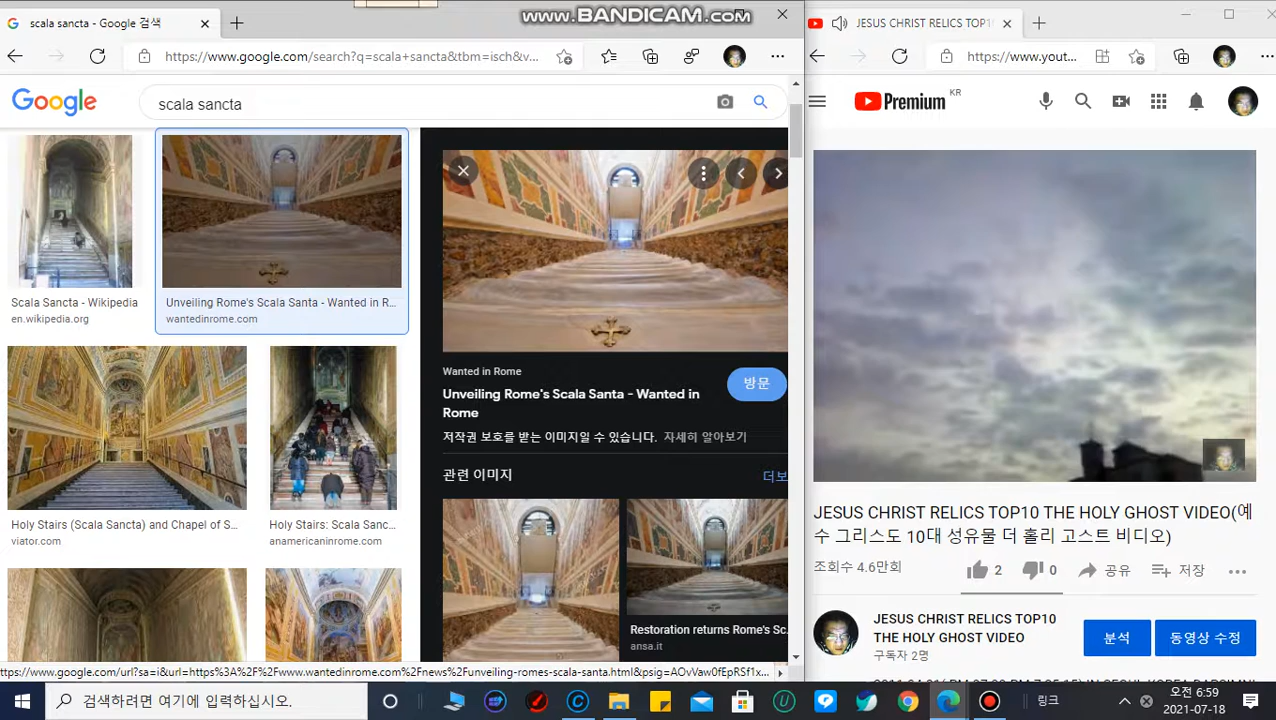 scala sancta - Google 검색
www.BANDICAM.com
https://www.google.com/search?q=scala+sancta&tbm=isch&v...
Google
scala sancta
Scala Sancta - Wikipedia
en.wikipedia.org
Unveiling Rome's Scala Santa - Wanted in R...
wantedinrome.com
Holy Stairs (Scala Sancta) and Chapel of S...
viator.com
Holy Stairs: Scala Sanc...
anamericaninrome.com
Wanted in Rome
Unveiling Rome's Scala Santa - Wanted in
Rome
방문
저작권 보호를 받는 이미지일 수 있습니다. 자세히 알아보기
관련 이미지
더보
Restoration returns Rome's Sc...
ansa.it
https://www.google.com/url?sa=i&url=https%3A%2F%2Fwww.wantedinrome.com%2Fnews%2Funveiling-romes-scala-santa.html&psig=AOvVaw0fEpRSf1x...
JESUS CHRIST RELICS TOP1
https://www.yout...
Premium KR
JESUS CHRIST RELICS TOP10 THE HOLY GHOST VIDEO(예
수 그리스도 10대 성유물 더 홀리 고스트 비디오)
조회수 4.6만회
2
0
공유
저장
JESUS CHRIST RELICS TOP10
THE HOLY GHOST VIDEO
구독자 2명
분석
동영상 수정
검색하려면 여기에 입력하십시오.
링크
오전 6:59
2021-07-18